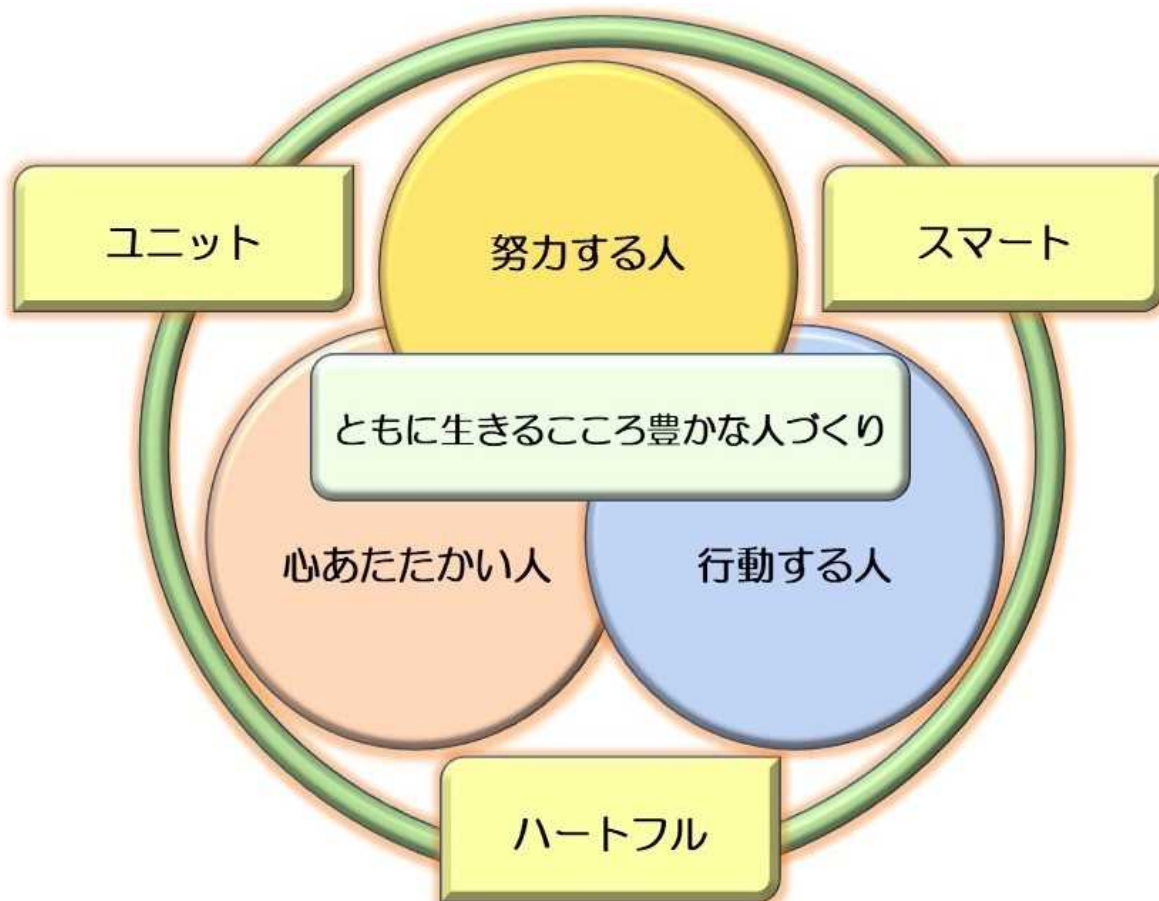 ユニット
努力する人
スマート
ともに生きるこころ豊かな人づくり
心あたたかい人
行動する人
ハートフル